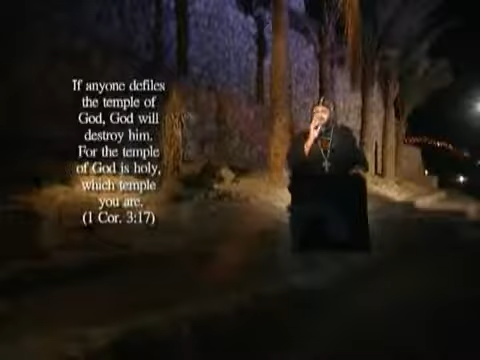 If anyone defiles
the temple of
God, God will
destroy him.
For the temple
of God is holy,
which temple
you are.
(1 Cor. 3:17)